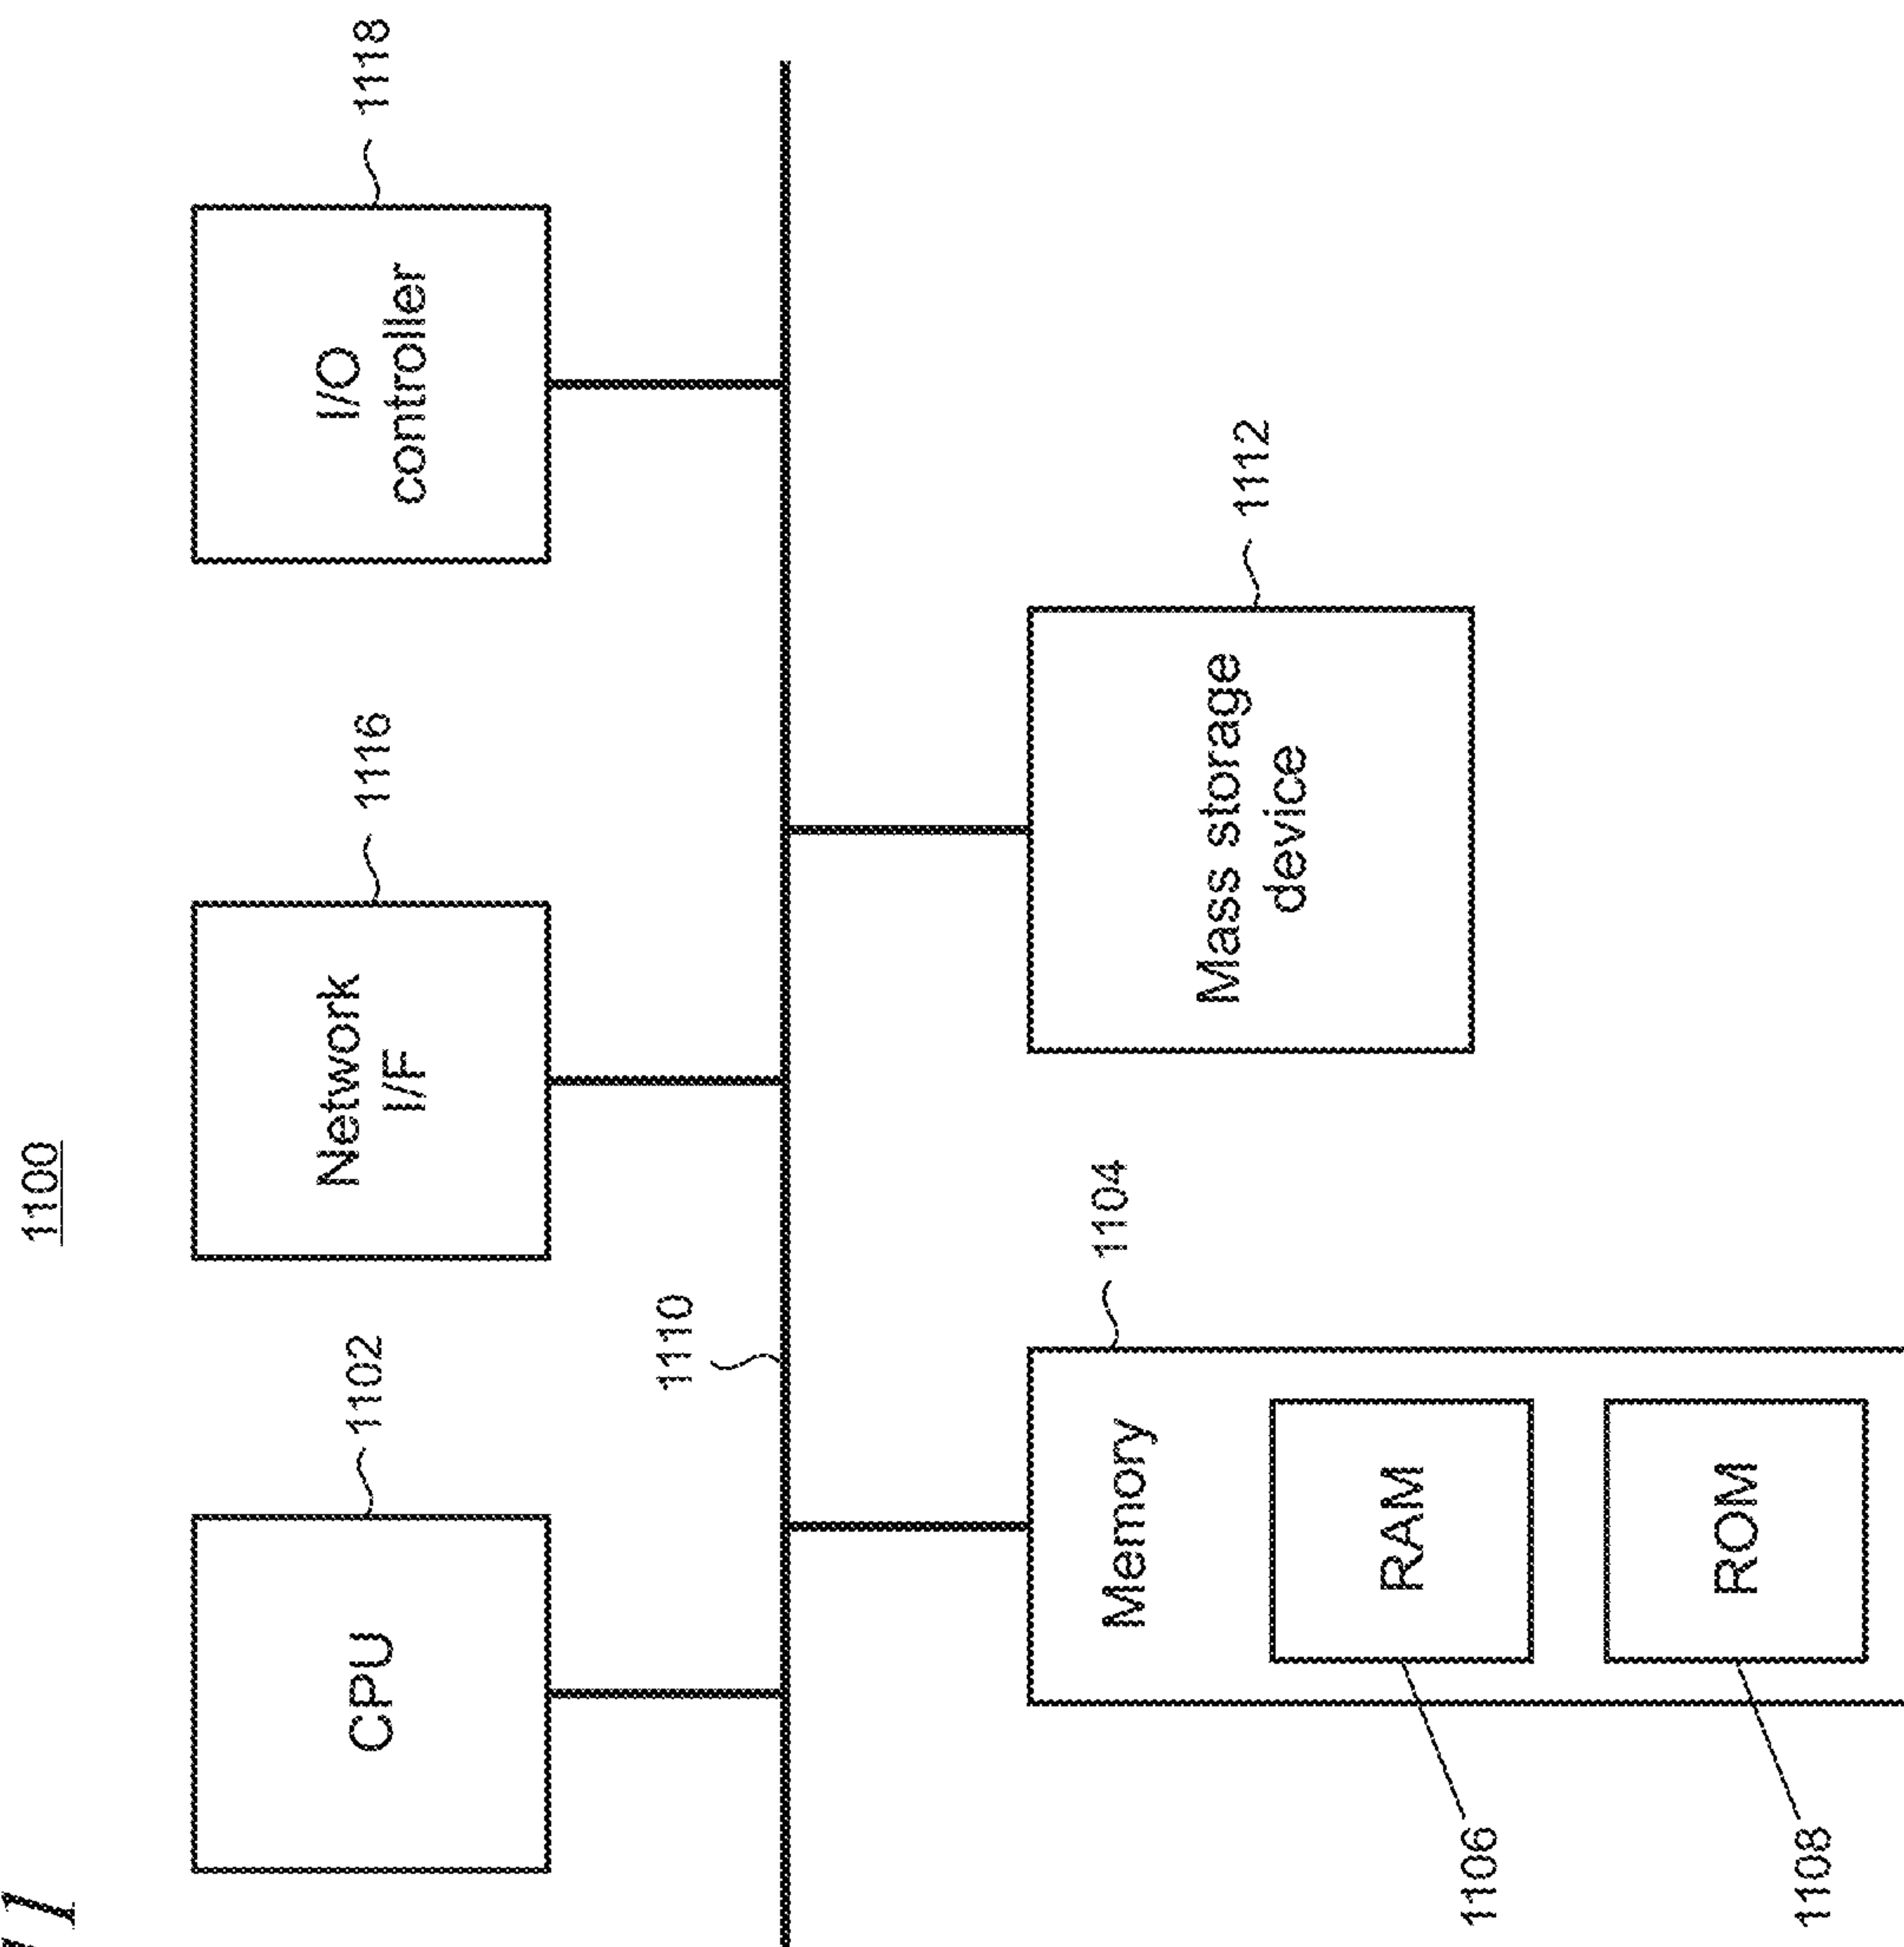 1100
CPU
1102
Network
I/F
1116
I/O
controller
1118
1110
Memory
1104
RAM
1106
ROM
1108
Mass storage
device
1112